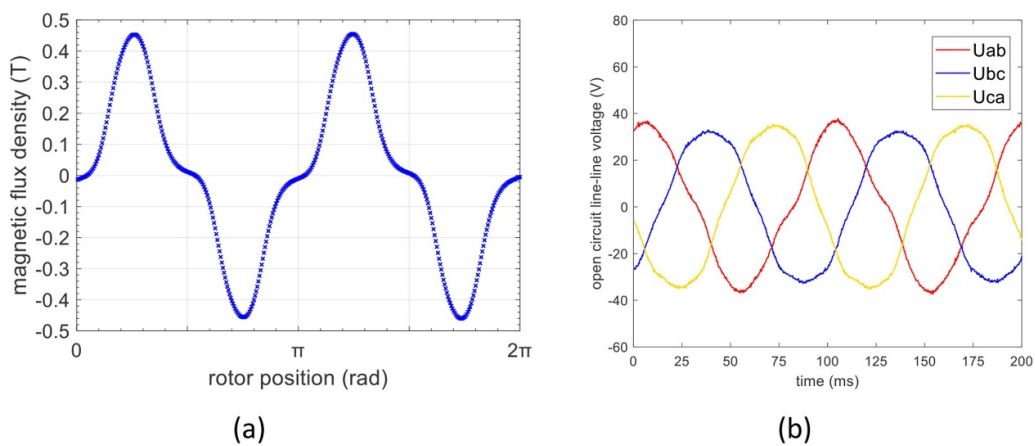 0.5
0.4
0.3
0.2
0.1
0
-0.1
-0.2
-0.3
-0.4
-0.5
magnetic flux density (T)
0 π 2π
rotor position (rad)
(a)
80
60
40
20
0
-20
-40
-60
open circuit line-line voltage (V)
Uab
Ubc
Uca
0 25 50 75 100 125 150 175 200
time (ms)
(b)